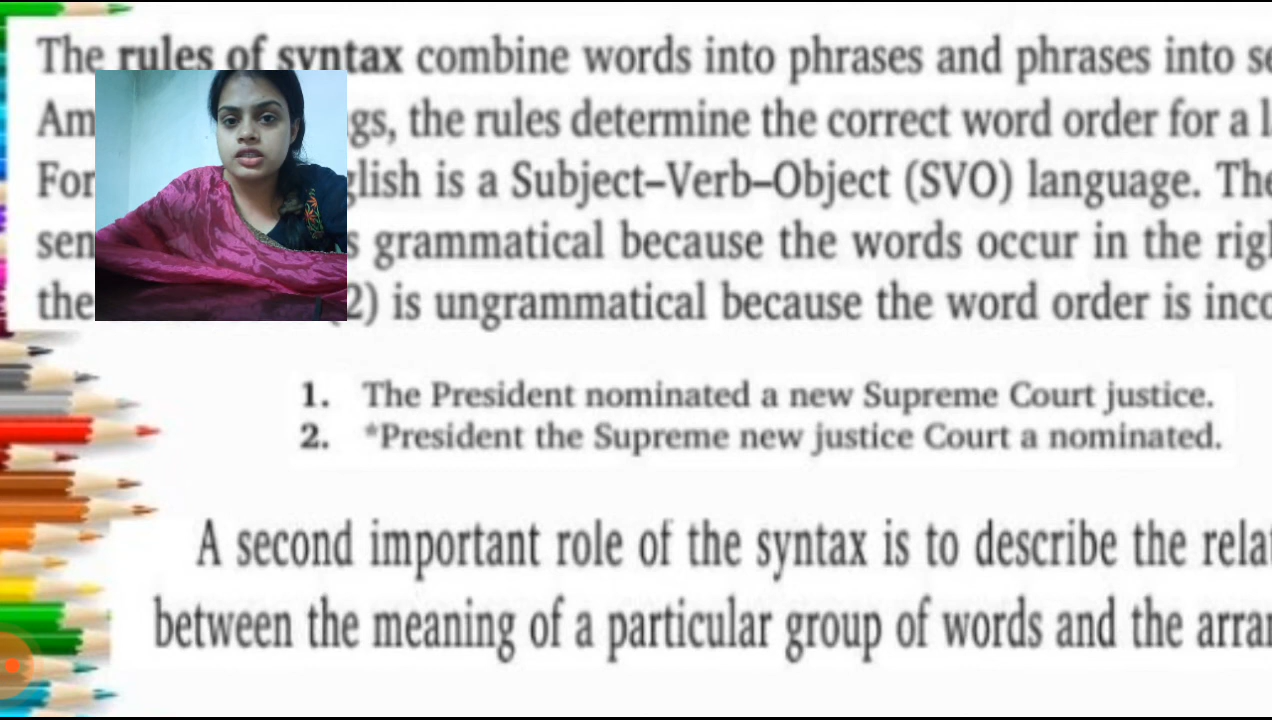 The rules of syntax combine words into phrases and phrases into se
Am gs, the rules determine the correct word order for a l
For glish is a Subject–Verb–Object (SVO) language. The
sen s grammatical because the words occur in the righ
the 2) is ungrammatical because the word order is inco
1. The President nominated a new Supreme Court justice.
2. *President the Supreme new justice Court a nominated.
A second important role of the syntax is to describe the relat
between the meaning of a particular group of words and the arran